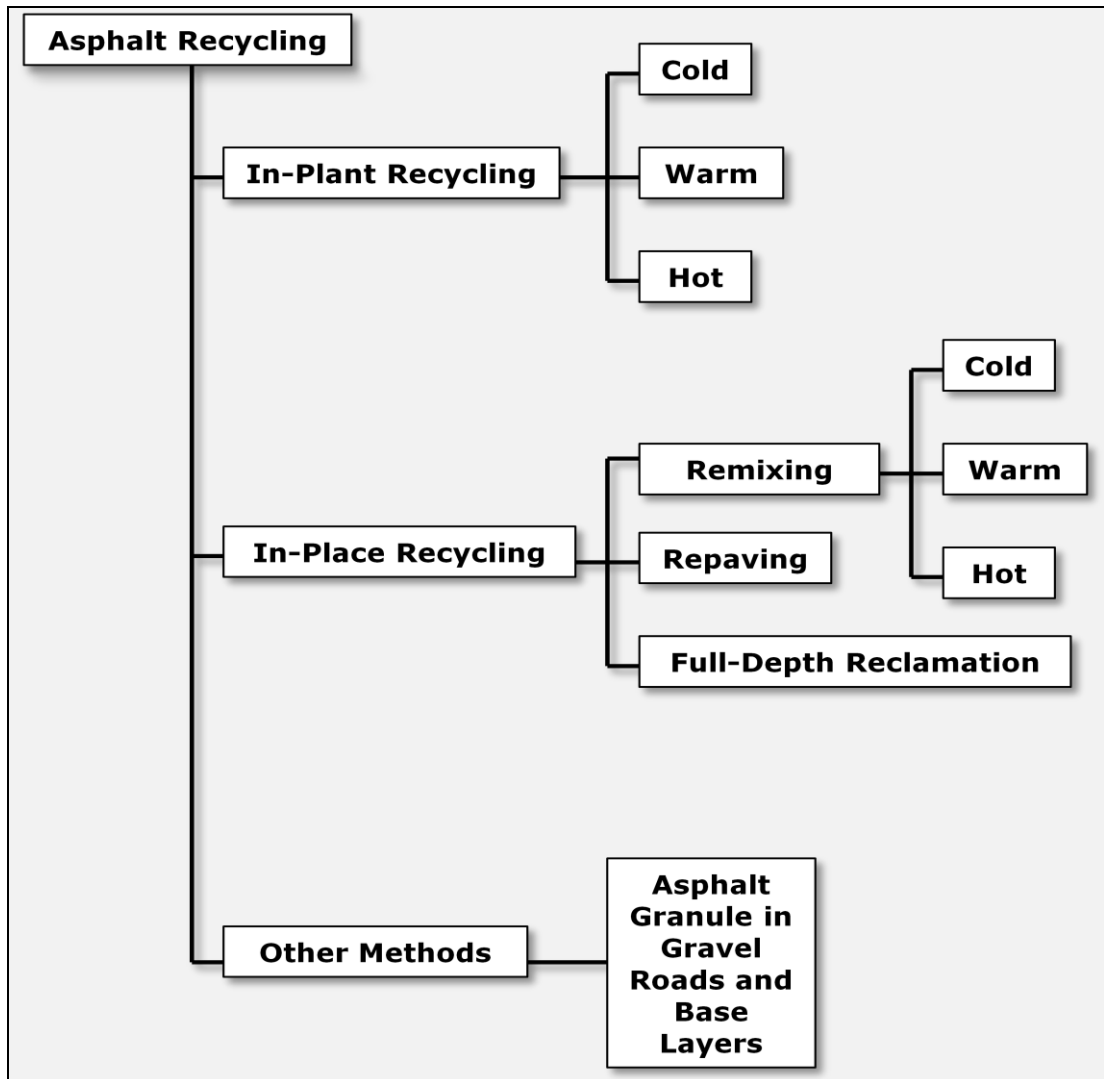 Asphalt Recycling
Cold
In-Plant Recycling
Warm
Hot
Cold
Remixing
Warm
In-Place Recycling
Repaving
Hot
Full-Depth Reclamation
Other Methods
Asphalt
Granule in
Gravel
Roads and
Base
Layers